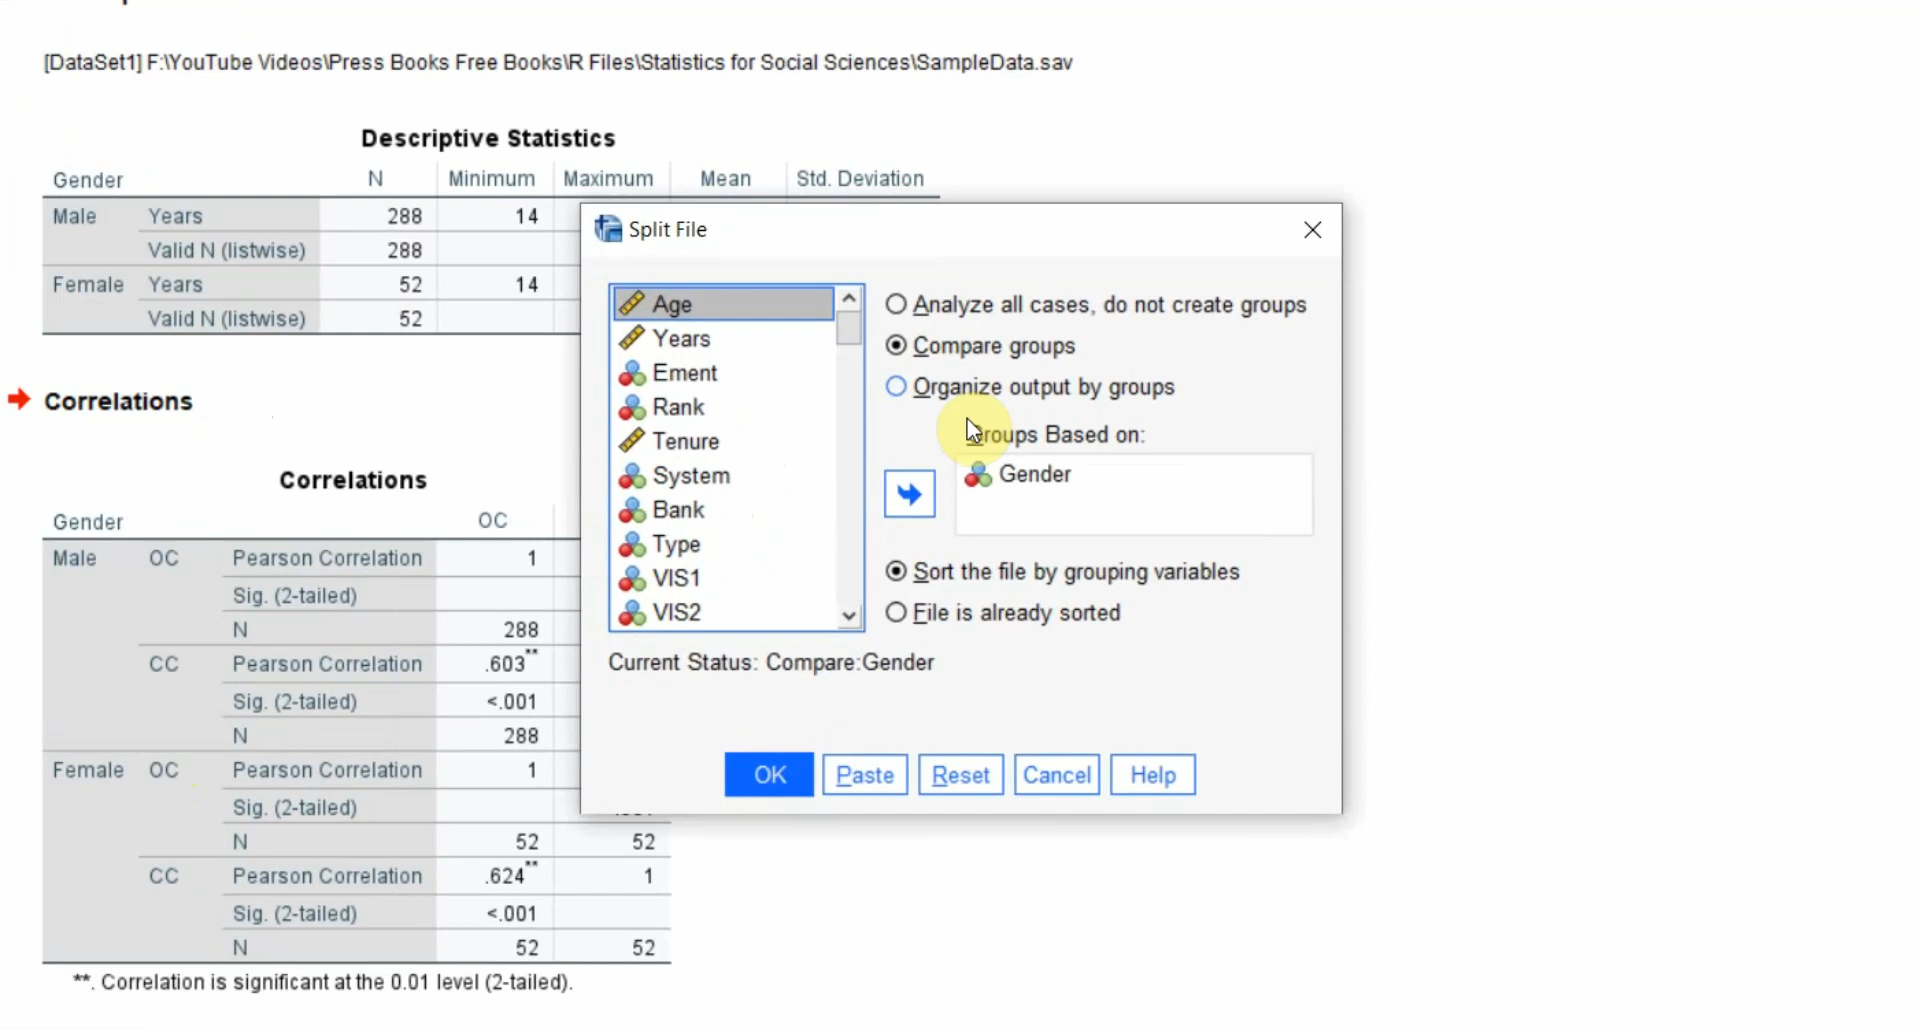 [DataSet1] F:\YouTube Videos\Press Books Free Books\R Files\Statistics for Social Sciences\SampleData.sav
Descriptive Statistics
Gender N Minimum Maximum Mean Std. Deviation
Male Years 288 14
Valid N (listwise) 288
Female Years 52 14
Valid N (listwise) 52
Correlations
Correlations
Gender OC
Male OC Pearson Correlation 1
Sig. (2-tailed)
N 288
CC Pearson Correlation .603**
Sig. (2-tailed) <.001
N 288
Female OC Pearson Correlation 1
Sig. (2-tailed)
N 52 52
CC Pearson Correlation .624** 1
Sig. (2-tailed) <.001
N 52 52
**. Correlation is significant at the 0.01 level (2-tailed).
Split File
Age
Years
Ement
Rank
Tenure
System
Bank
Type
VIS1
VIS2
Analyze all cases, do not create groups
Compare groups
Organize output by groups
Groups Based on:
Gender
Sort the file by grouping variables
File is already sorted
Current Status: Compare:Gender
OK Paste Reset Cancel Help